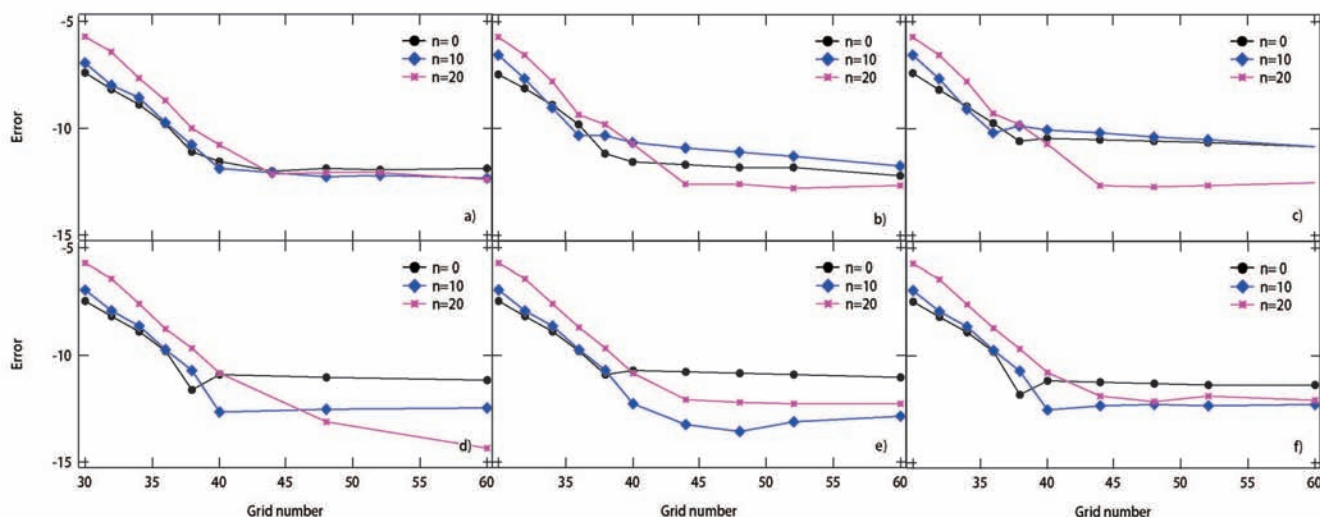 -5
-10
-15
Error
n= 0
n=10
n=20
a)
n= 0
n=10
n=20
b)
n= 0
n=10
n=20
c)
-5
-10
-15
Error
n= 0
n=10
n=20
d)
n= 0
n=10
n=20
e)
n= 0
n=10
n=20
f)
30 35 40 45 50 55 60
35 40 45 50 55 60
35 40 45 50 55 60
Grid number
Grid number
Grid number